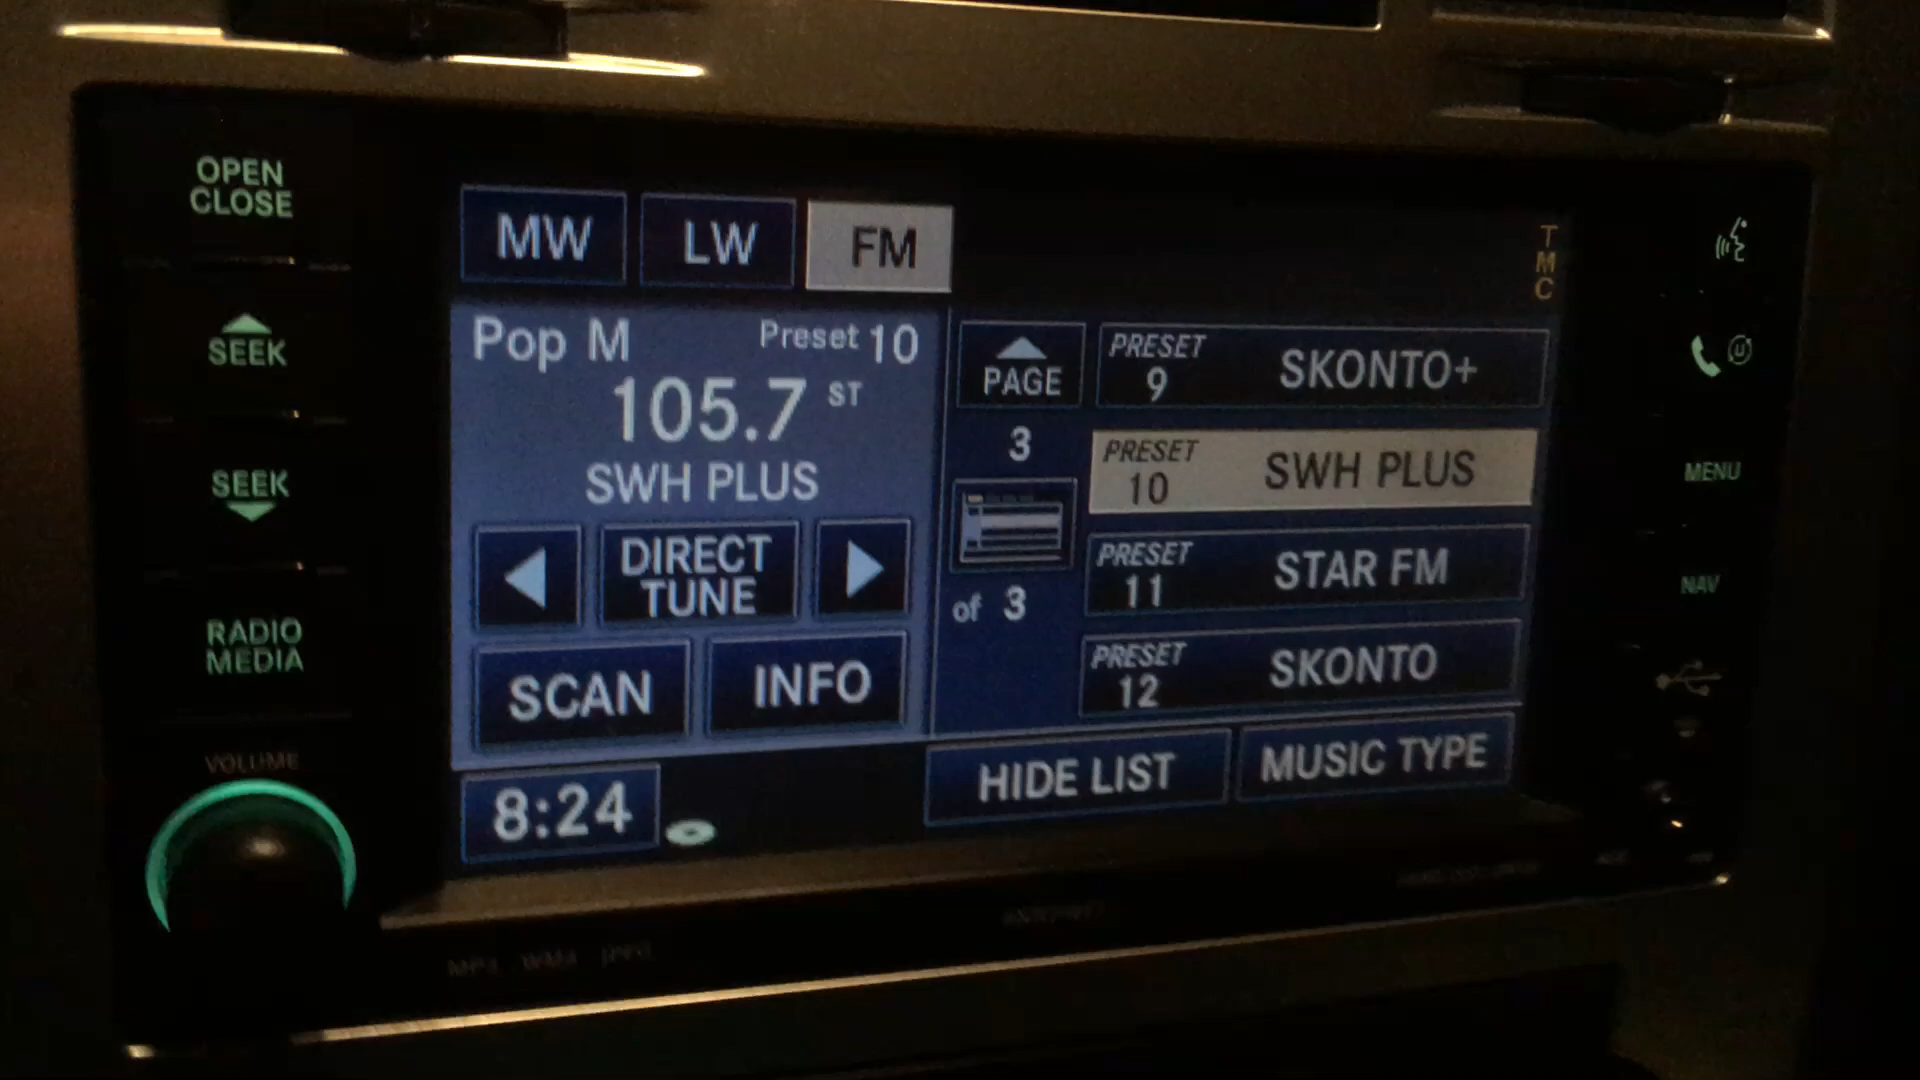 OPEN
CLOSE
SEEK
SEEK
RADIO
MEDIA
VOLUME
MW
LW
FM
TMC
Pop M
Preset 10
105.7 ST
SWH PLUS
DIRECT
TUNE
SCAN
INFO
8:24
PAGE
3
of 3
PRESET
9
SKONTO+
PRESET
10
SWH PLUS
PRESET
11
STAR FM
PRESET
12
SKONTO
HIDE LIST
MUSIC TYPE
MENU
NAV
MP3 WMA JPEG